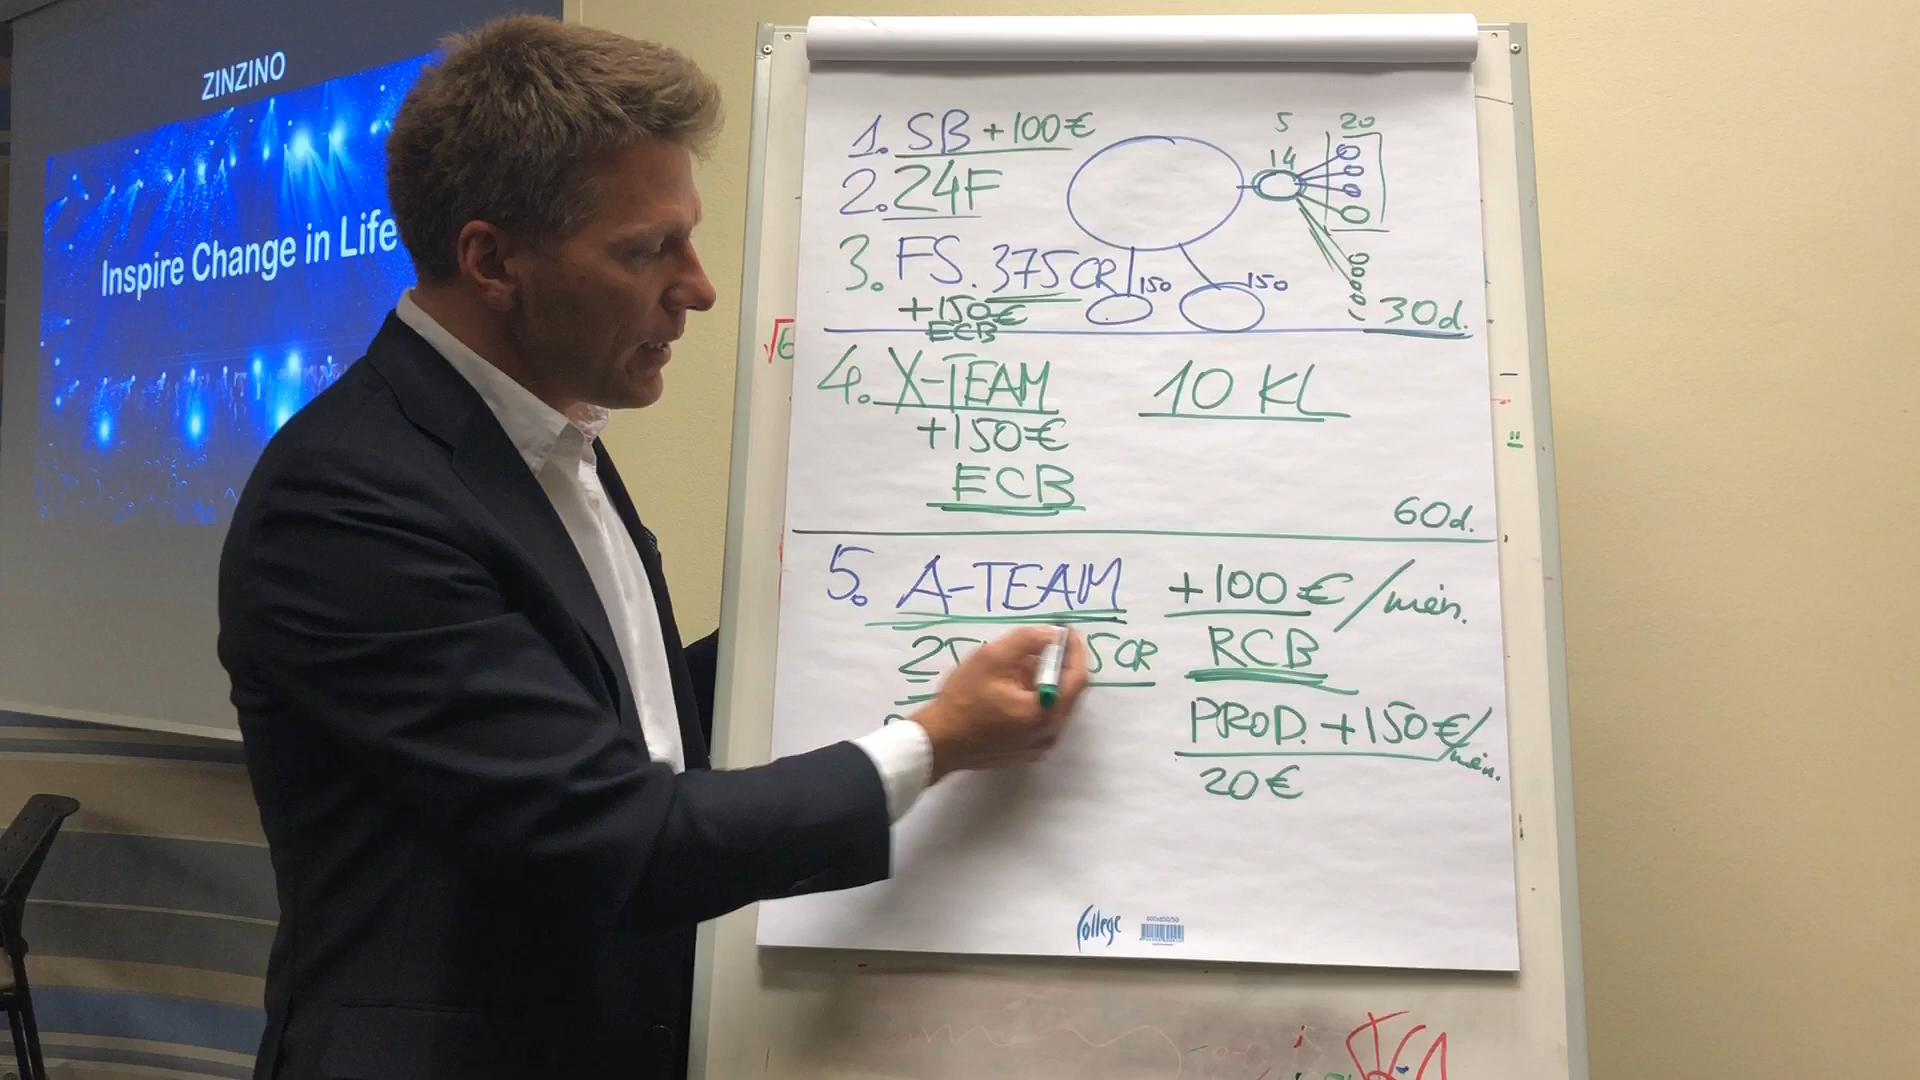 ZINZINO
Inspire Change in Life
1. SB +100€
2. 24F
3. FS. 375CR
+150€
ECB
5 20
14
150 150
30d.
4. X-TEAM 10 KL
+150€
ECB
60d.
5. A-TEAM +100€/mėn.
5CR RCB
PROD. +150€/mėn.
20€
College